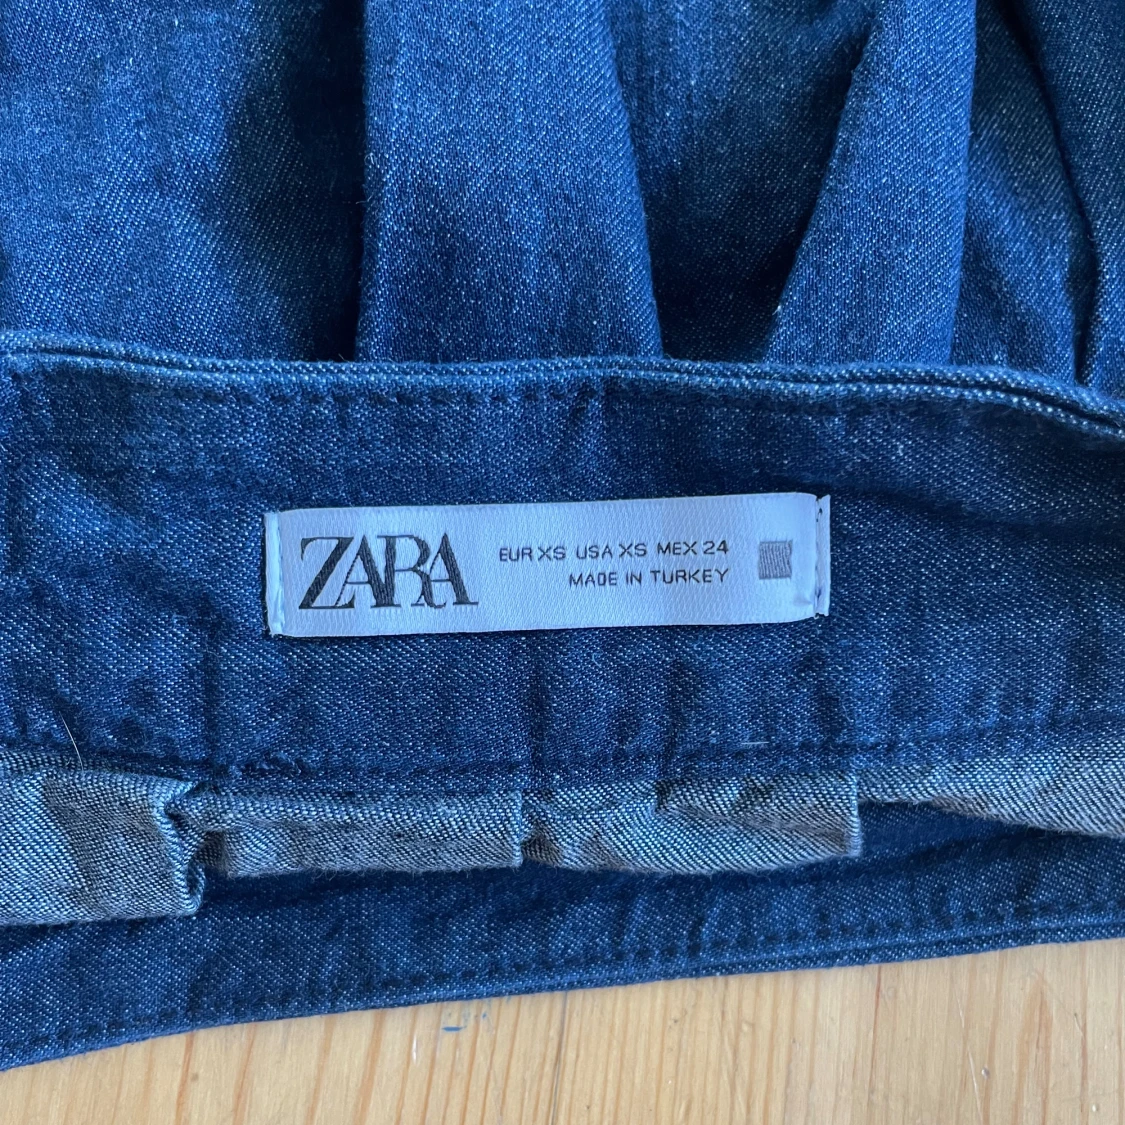 ZARA
EUR XS USA XS MEX 24
MADE IN TURKEY